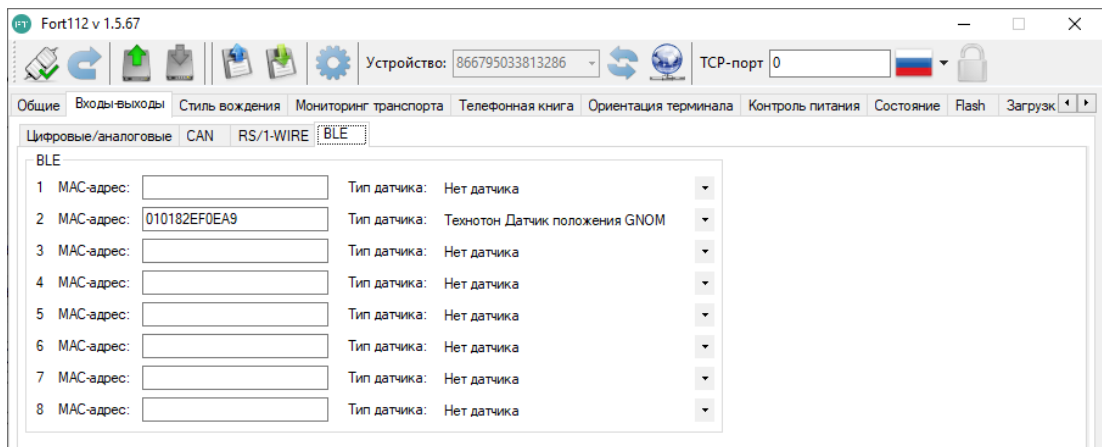 FT Fort112 v 1.5.67
Устройство: 866795033813286 TCP-порт 0
Общие Входы-выходы Стиль вождения Мониторинг транспорта Телефонная книга Ориентация терминала Контроль питания Состояние Flash Загрузк
Цифровые/аналоговые CAN RS/1-WIRE BLE
BLE
1 MAC-адрес: Тип датчика: Нет датчика
2 MAC-адрес: 010182EF0EA9 Тип датчика: Технотон Датчик положения GNOM
3 MAC-адрес: Тип датчика: Нет датчика
4 MAC-адрес: Тип датчика: Нет датчика
5 MAC-адрес: Тип датчика: Нет датчика
6 MAC-адрес: Тип датчика: Нет датчика
7 MAC-адрес: Тип датчика: Нет датчика
8 MAC-адрес: Тип датчика: Нет датчика